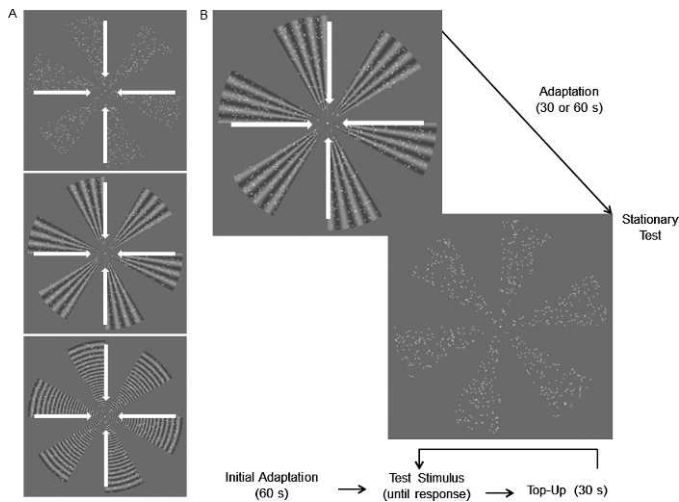 A
B
Adaptation
(30 or 60 s)
Stationary
Test
Initial Adaptation
(60 s)
Test Stimulus
(until response)
Top-Up (30 s)